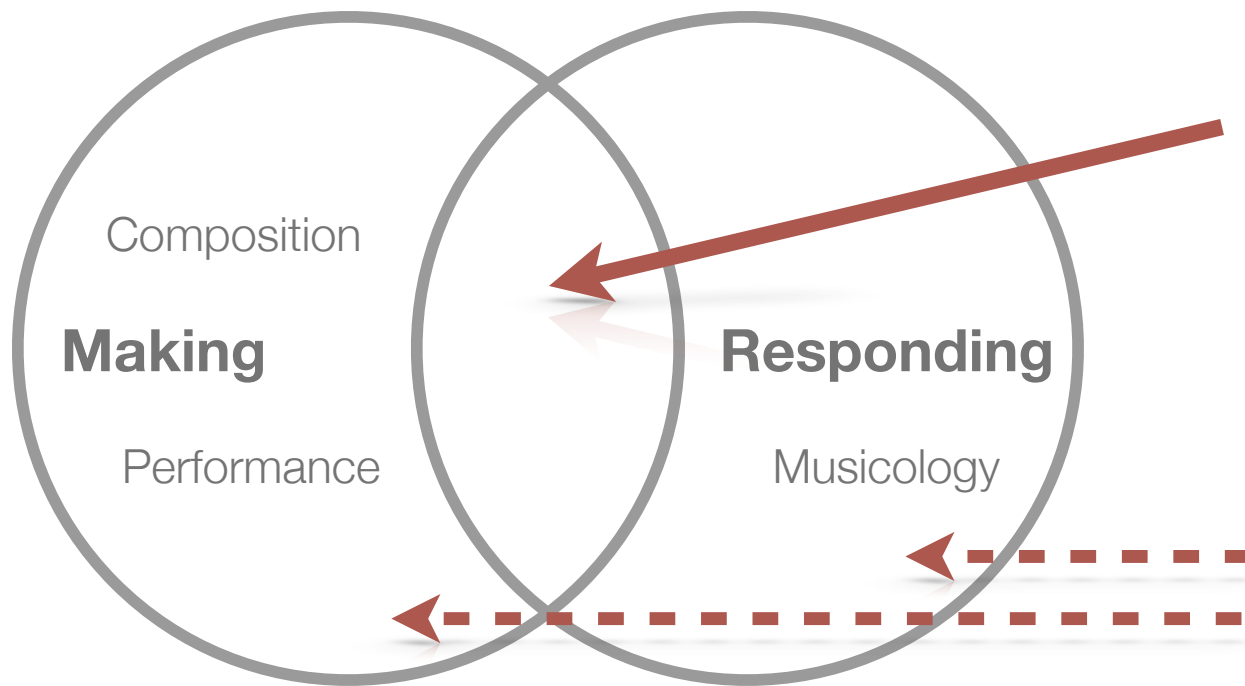 Composition
Making
Responding
Performance
Musicology